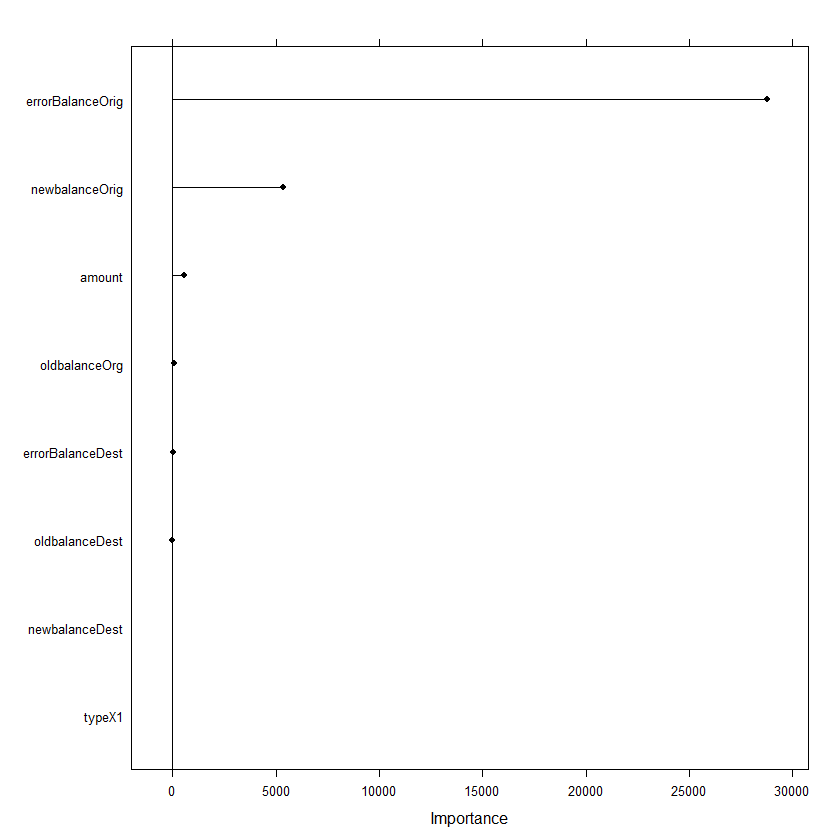 errorBalanceOrig
newbalanceOrig
amount
oldbalanceOrg
errorBalanceDest
oldbalanceDest
newbalanceDest
typeX1
0 5000 10000 15000 20000 25000 30000
Importance